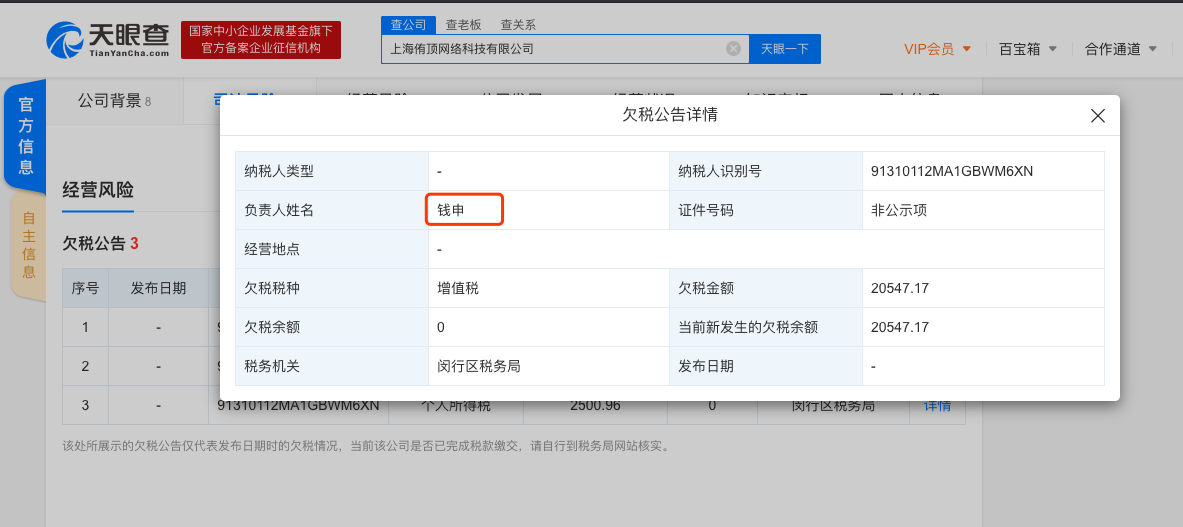 查公司 查老板 查关系
天眼查
TianYanCha.com
国家中小企业发展基金旗下
官方备案企业征信机构
上海侑顶网络科技有限公司
天眼一下
VIP会员 百宝箱 合作通道
官方信息
自主信息
公司背景 8
欠税公告详情
纳税人类型 - 纳税人识别号 91310112MA1GBWM6XN
负责人姓名 钱申 证件号码 非公示项
经营地点 -
欠税税种 增值税 欠税金额 20547.17
欠税余额 0 当前新发生的欠税余额 20547.17
税务机关 闵行区税务局 发布日期 -
经营风险
欠税公告 3
序号 发布日期
1 -
2 -
3 - 91310112MA1GBWM6XN 个人所得税 2500.96 0 闵行区税务局 详情
该处所展示的欠税公告仅代表发布日期时的欠税情况，当前该公司是否已完成税款缴交，请自行到税务局网站核实。